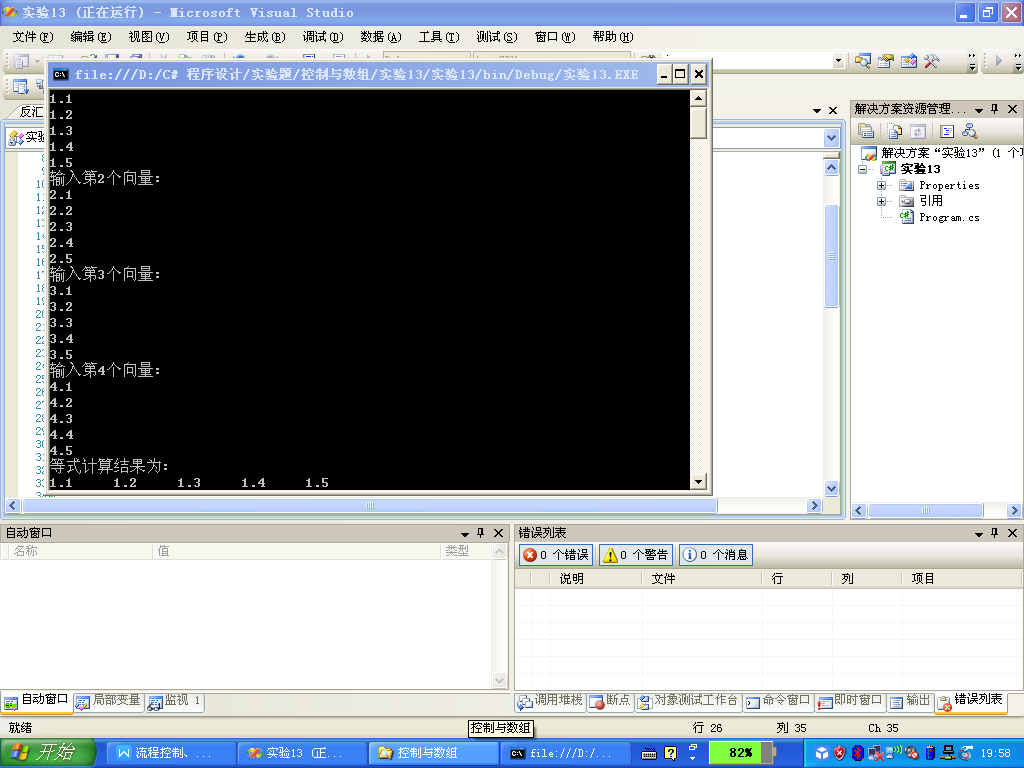 实验13 (正在运行) - Microsoft Visual Studio
文件(F) 编辑(E) 视图(V) 项目(P) 生成(B) 调试(D) 数据(A) 工具(T) 测试(S) 窗口(W) 帮助(H)
file:///D:/C# 程序设计/实验题/控制与数组/实验13/实验13/bin/Debug/实验13.EXE
1.1
1.2
1.3
1.4
1.5
输入第2个向量:
2.1
2.2
2.3
2.4
2.5
输入第3个向量:
3.1
3.2
3.3
3.4
3.5
输入第4个向量:
4.1
4.2
4.3
4.4
4.5
等式计算结果为:
1.1 1.2 1.3 1.4 1.5
反汇
实验
解决方案资源管理...
解决方案“实验13”(1 个
实验13
Properties
引用
Program.cs
自动窗口
名称 值 类型
错误列表
0 个错误 0 个警告 0 个消息
说明 文件 行 列 项目
自动窗口 局部变量 监视 1
调用堆栈 断点 对象测试工作台 命令窗口 即时窗口 输出 错误列表
就绪 行 26 列 35 Ch 35
控制与数组
开始 流程控制、... 实验13 (正... 控制与数组 file:///D:/... 82% 19:58